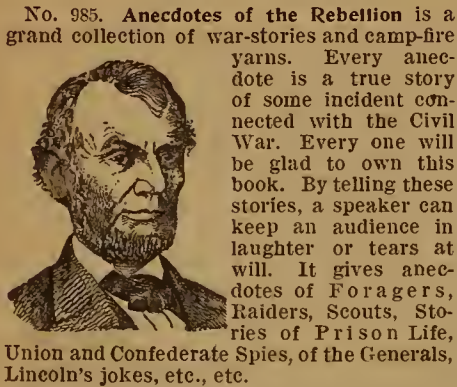 No. 985. Anecdotes of the Rebellion is a
grand collection of war-stories and camp-fire
yarns. Every anec-
dote is a true story
of some incident con-
nected with the Civil
War. Every one will
be glad to own this
book. By telling these
stories, a speaker can
keep an audience in
laughter or tears at
will. It gives anec-
dotes of Foragers,
Raiders, Scouts, Sto-
ries of Prison Life,
Union and Confederate Spies, of the Generals,
Lincoln's jokes, etc., etc.